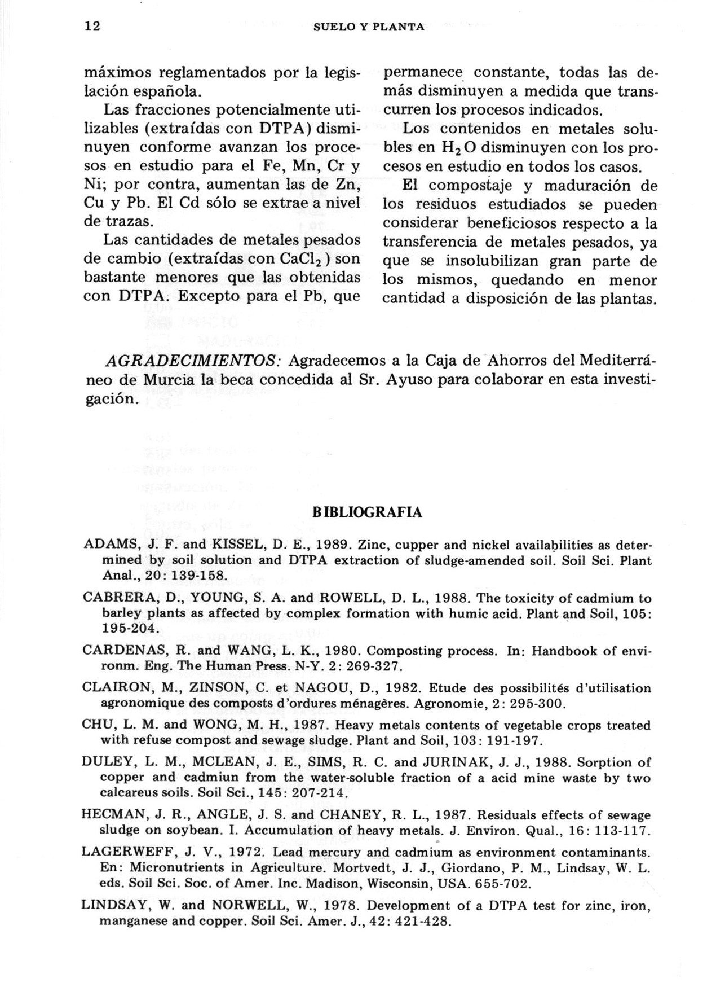 12
SUELO Y PLANTA
máximos reglamentados por la legis-
lación española.
Las fracciones potencialmente uti-
lizables (extraídas con DTPA) dismi-
nuyen conforme avanzan los proce-
sos en estudio para el Fe, Mn, Cr y
Ni; por contra, aumentan las de Zn,
Cu y Pb. El Cd sólo se extrae a nivel
de trazas.
Las cantidades de metales pesados
de cambio (extraídas con CaCl₂) son
bastante menores que las obtenidas
con DTPA. Excepto para el Pb, que
permanece constante, todas las de-
más disminuyen a medida que trans-
curren los procesos indicados.
Los contenidos en metales solu-
bles en H₂O disminuyen con los pro-
cesos en estudio en todos los casos.
El compostaje y maduración de
los residuos estudiados se pueden
considerar beneficiosos respecto a la
transferencia de metales pesados, ya
que se insolubilizan gran parte de
los mismos, quedando en menor
cantidad a disposición de las plantas.
AGRADECIMIENTOS: Agradecemos a la Caja de Ahorros del Mediterrá-
neo de Murcia la beca concedida al Sr. Ayuso para colaborar en esta investi-
gación.
BIBLIOGRAFIA
ADAMS, J. F. and KISSEL, D. E., 1989. Zinc, cupper and nickel availabilities as deter-
mined by soil solution and DTPA extraction of sludge-amended soil. Soil Sci. Plant
Anal., 20: 139-158.
CABRERA, D., YOUNG, S. A. and ROWELL, D. L., 1988. The toxicity of cadmium to
barley plants as affected by complex formation with humic acid. Plant and Soil, 105:
195-204.
CARDENAS, R. and WANG, L. K., 1980. Composting process. In: Handbook of envi-
ronm. Eng. The Human Press. N-Y. 2: 269-327.
CLAIRON, M., ZINSON, C. et NAGOU, D., 1982. Etude des possibilités d'utilisation
agronomique des composts d'ordures ménagères. Agronomie, 2: 295-300.
CHU, L. M. and WONG, M. H., 1987. Heavy metals contents of vegetable crops treated
with refuse compost and sewage sludge. Plant and Soil, 103: 191-197.
DULEY, L. M., MCLEAN, J. E., SIMS, R. C. and JURINAK, J. J., 1988. Sorption of
copper and cadmiun from the water-soluble fraction of a acid mine waste by two
calcareus soils. Soil Sci., 145: 207-214.
HECMAN, J. R., ANGLE, J. S. and CHANEY, R. L., 1987. Residuals effects of sewage
sludge on soybean. I. Accumulation of heavy metals. J. Environ. Qual., 16: 113-117.
LAGERWEFF, J. V., 1972. Lead mercury and cadmium as environment contaminants.
En: Micronutrients in Agriculture. Mortvedt, J. J., Giordano, P. M., Lindsay, W. L.
eds. Soil Sci. Soc. of Amer. Inc. Madison, Wisconsin, USA. 655-702.
LINDSAY, W. and NORWELL, W., 1978. Development of a DTPA test for zinc, iron,
manganese and copper. Soil Sci. Amer. J., 42: 421-428.